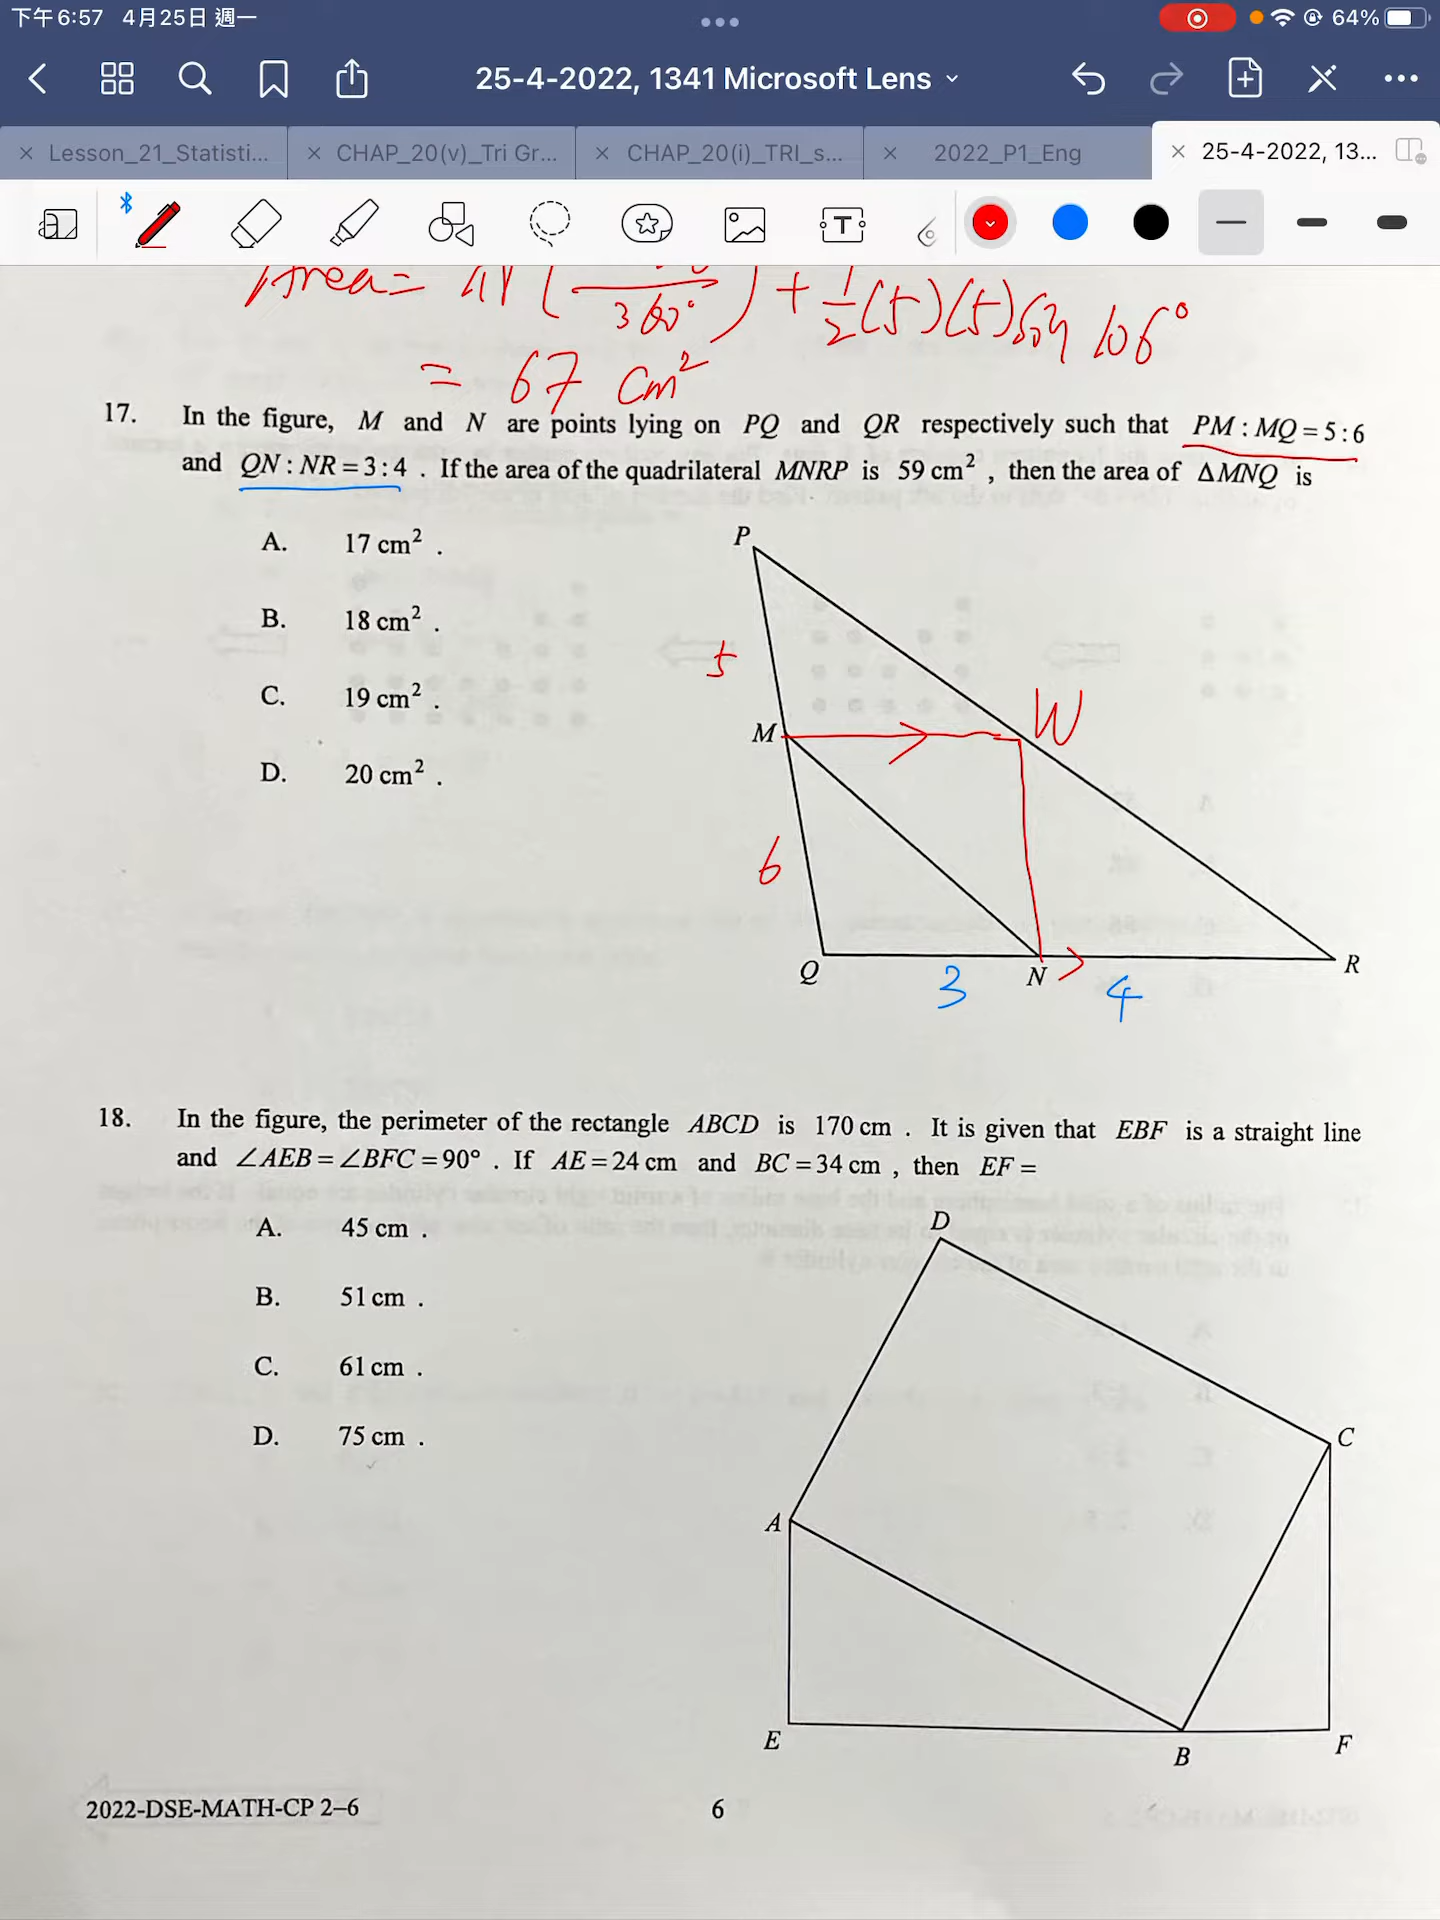 下午6:57 4月25日 週一
64%
25-4-2022, 1341 Microsoft Lens
Lesson_21_Statisti...
CHAP_20(v)_Tri Gr...
CHAP_20(i)_TRI_s...
2022_P1_Eng
25-4-2022, 13...
Area = π ( /360° ) + 1/2 (5)(5) sin 106°
= 67 cm²
17. In the figure, M and N are points lying on PQ and QR respectively such that PM : MQ = 5 : 6
and QN : NR = 3 : 4 . If the area of the quadrilateral MNRP is 59 cm² , then the area of ΔMNQ is
A. 17 cm² .
B. 18 cm² .
C. 19 cm² .
D. 20 cm² .
P
5
W
M
6
Q
3
N
4
R
18. In the figure, the perimeter of the rectangle ABCD is 170 cm . It is given that EBF is a straight line
and ∠AEB = ∠BFC = 90° . If AE = 24 cm and BC = 34 cm , then EF =
A. 45 cm .
B. 51 cm .
C. 61 cm .
D. 75 cm .
D
C
A
E
B
F
2022-DSE-MATH-CP 2–6
6